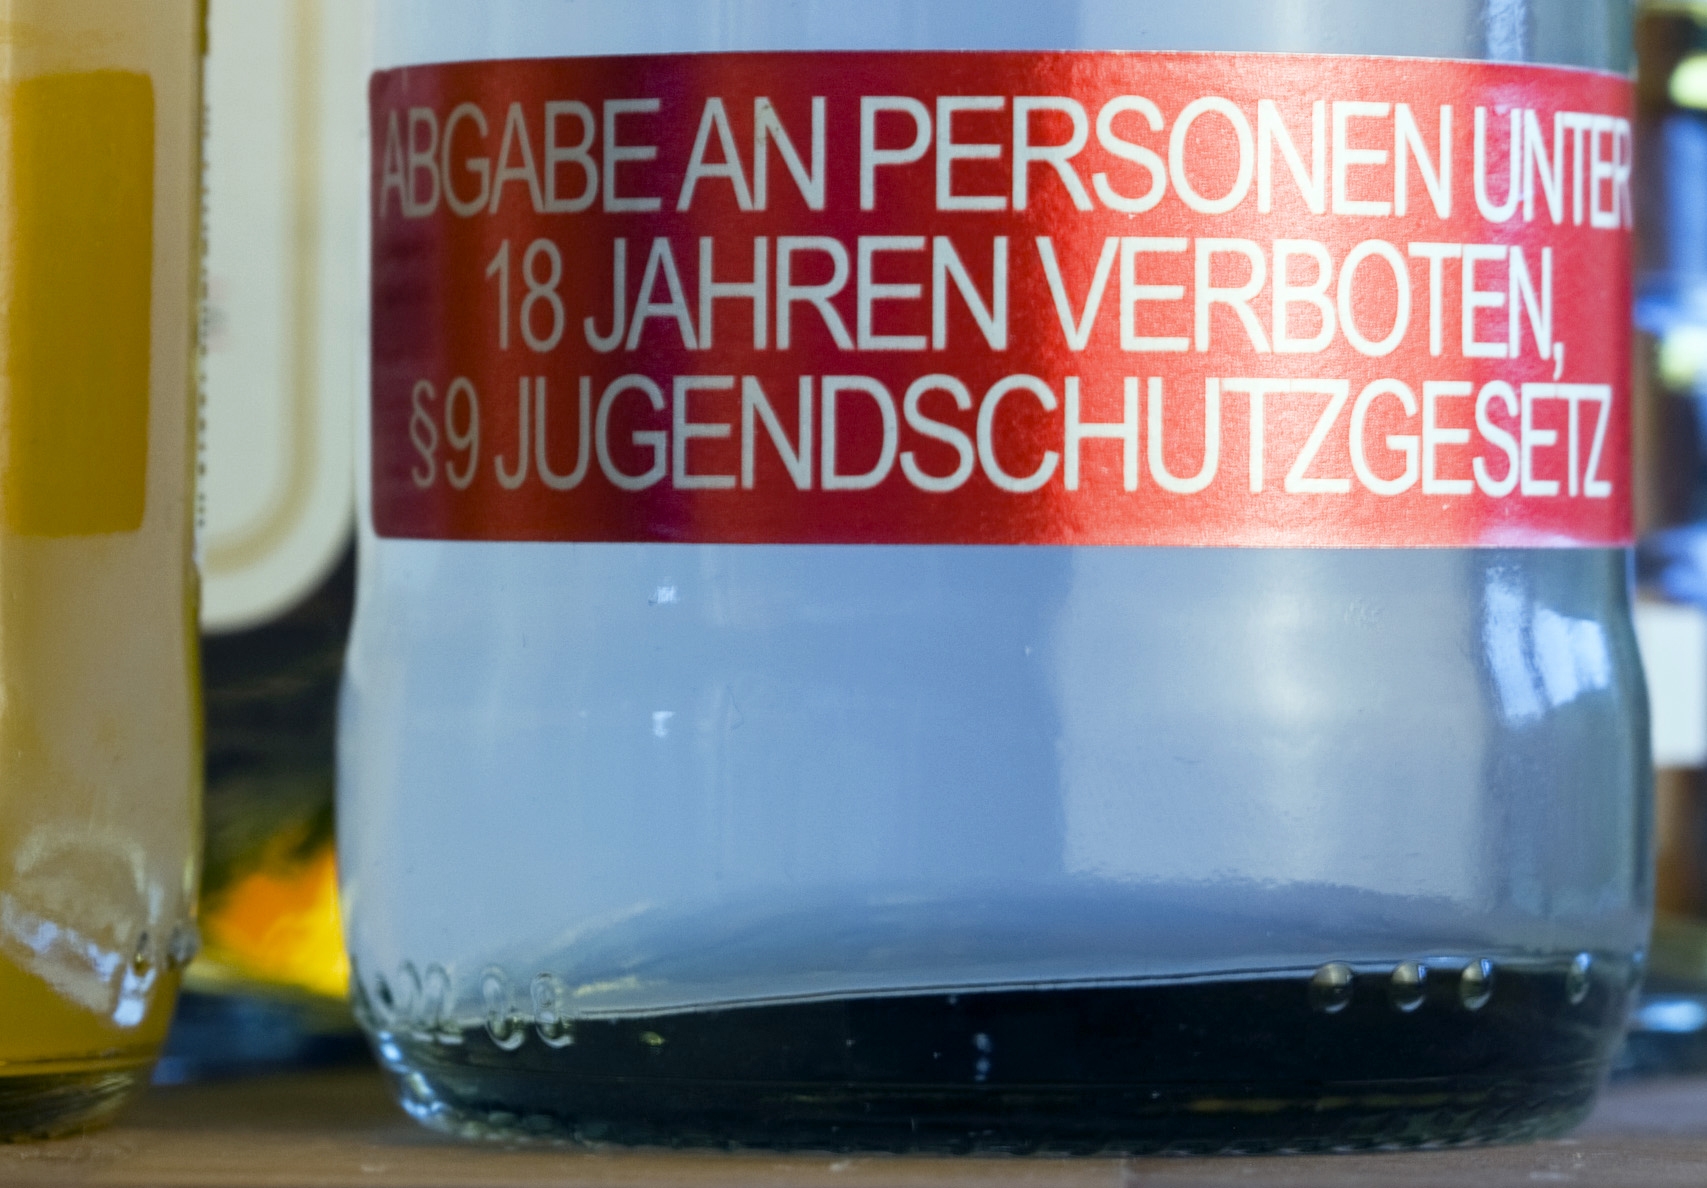 ABGABE AN PERSONEN UNTER
18 JAHREN VERBOTEN,
§9 JUGENDSCHUTZGESETZ